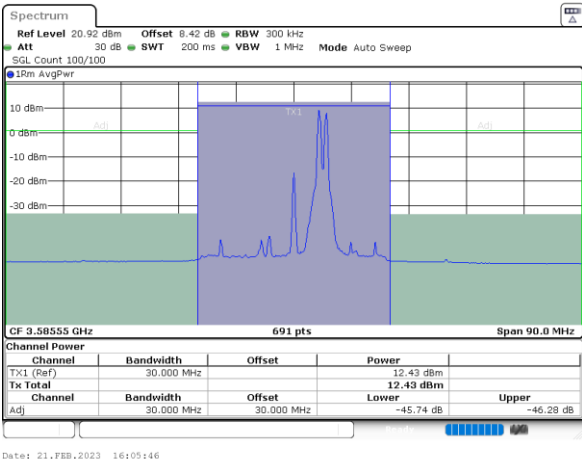 Spectrum
Ref Level 20.92 dBm Offset 8.42 dB RBW 300 kHz
Att 30 dB SWT 200 ms VBW 1 MHz Mode Auto Sweep
SGL Count 100/100
1Rm AvgPwr
TX1
10 dBm
Adj Adj
0 dBm
-10 dBm
-20 dBm
-30 dBm
CF 3.58555 GHz 691 pts Span 90.0 MHz
Channel Power
Channel Bandwidth Offset Power
TX1 (Ref) 30.000 MHz 12.43 dBm
Tx Total 12.43 dBm
Channel Bandwidth Offset Lower Upper
Adj 30.000 MHz 30.000 MHz -45.74 dB -46.28 dB
Ready
Date: 21.FEB.2023 16:05:46